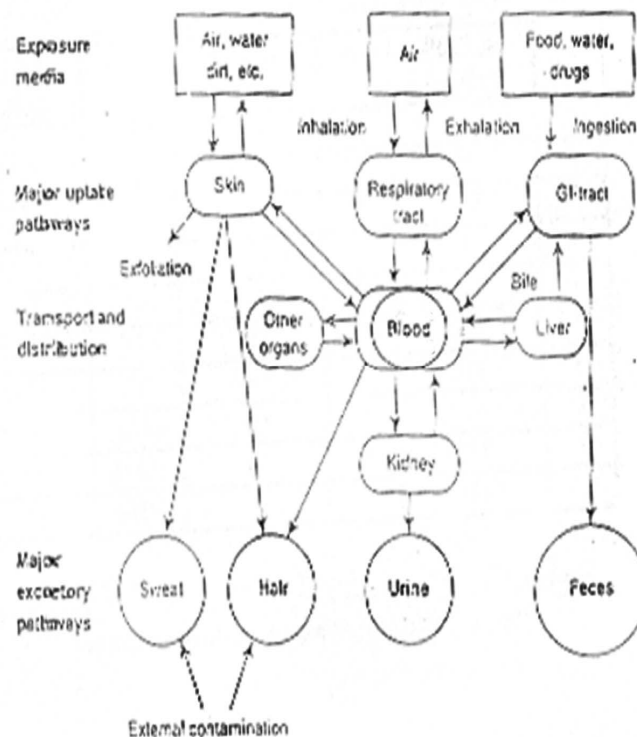 Exposure
media
Air, water
dirt, etc.
Air
Food, water,
drugs
Inhalation
Exhalation
Ingestion
Major uptake
pathways
Skin
Respiratory
tract
GI-tract
Exfoliation
Bile
Transport and
distribution
Other
organs
Blood
Liver
Kidney
Major
excretory
pathways
Sweat
Hair
Urine
Feces
External contamination